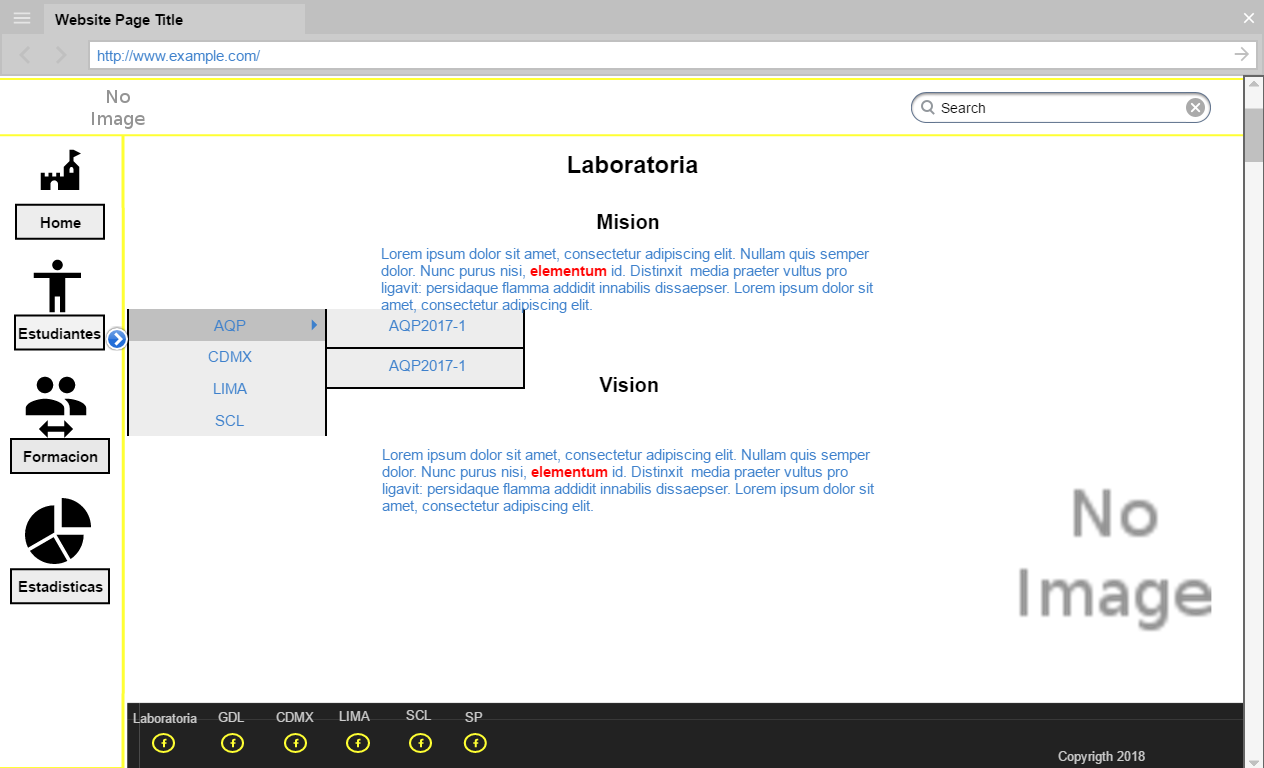 Website Page Title
http://www.example.com/
No
Image
Search
Laboratoria
Home
Mision
Lorem ipsum dolor sit amet, consectetur adipiscing elit. Nullam quis semper
dolor. Nunc purus nisi, elementum id. Distinxit media praeter vultus pro
ligavit: persidaque flamma addidit innabilis dissaepser. Lorem ipsum dolor sit
amet, consectetur adipiscing elit.
Estudiantes
AQP
CDMX
LIMA
SCL
AQP2017-1
AQP2017-1
Vision
Formacion
Lorem ipsum dolor sit amet, consectetur adipiscing elit. Nullam quis semper
dolor. Nunc purus nisi, elementum id. Distinxit media praeter vultus pro
ligavit: persidaque flamma addidit innabilis dissaepser. Lorem ipsum dolor sit
amet, consectetur adipiscing elit.
No
Image
Estadisticas
Laboratoria GDL CDMX LIMA SCL SP
f f f f f f
Copyrigth 2018